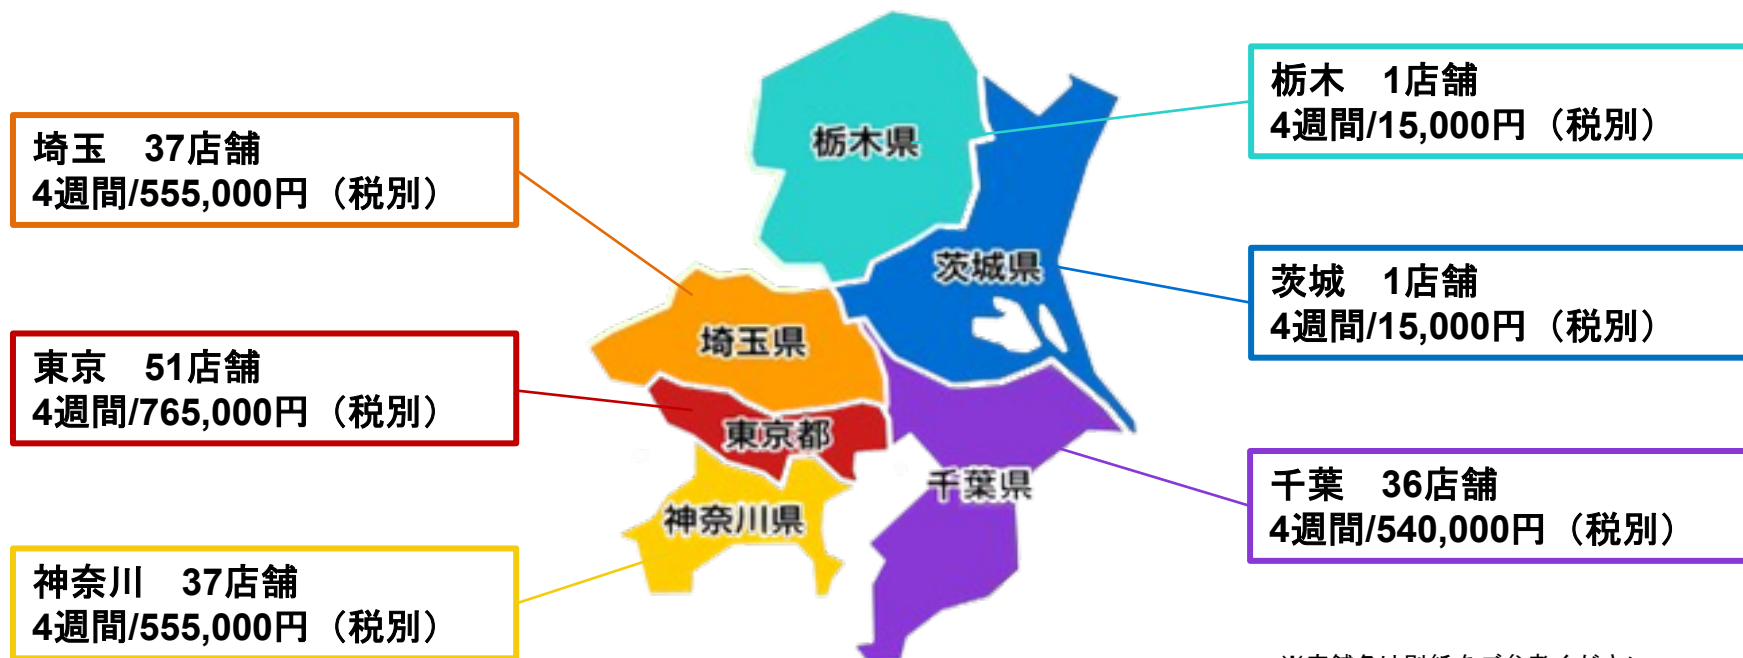 栃木　1店舗
4週間/15,000円（税別）
埼玉　37店舗
4週間/555,000円（税別）
栃木県
茨城県
茨城　1店舗
4週間/15,000円（税別）
埼玉県
東京　51店舗
4週間/765,000円（税別）
東京都
千葉県
千葉　36店舗
4週間/540,000円（税別）
神奈川県
神奈川　37店舗
4週間/555,000円（税別）